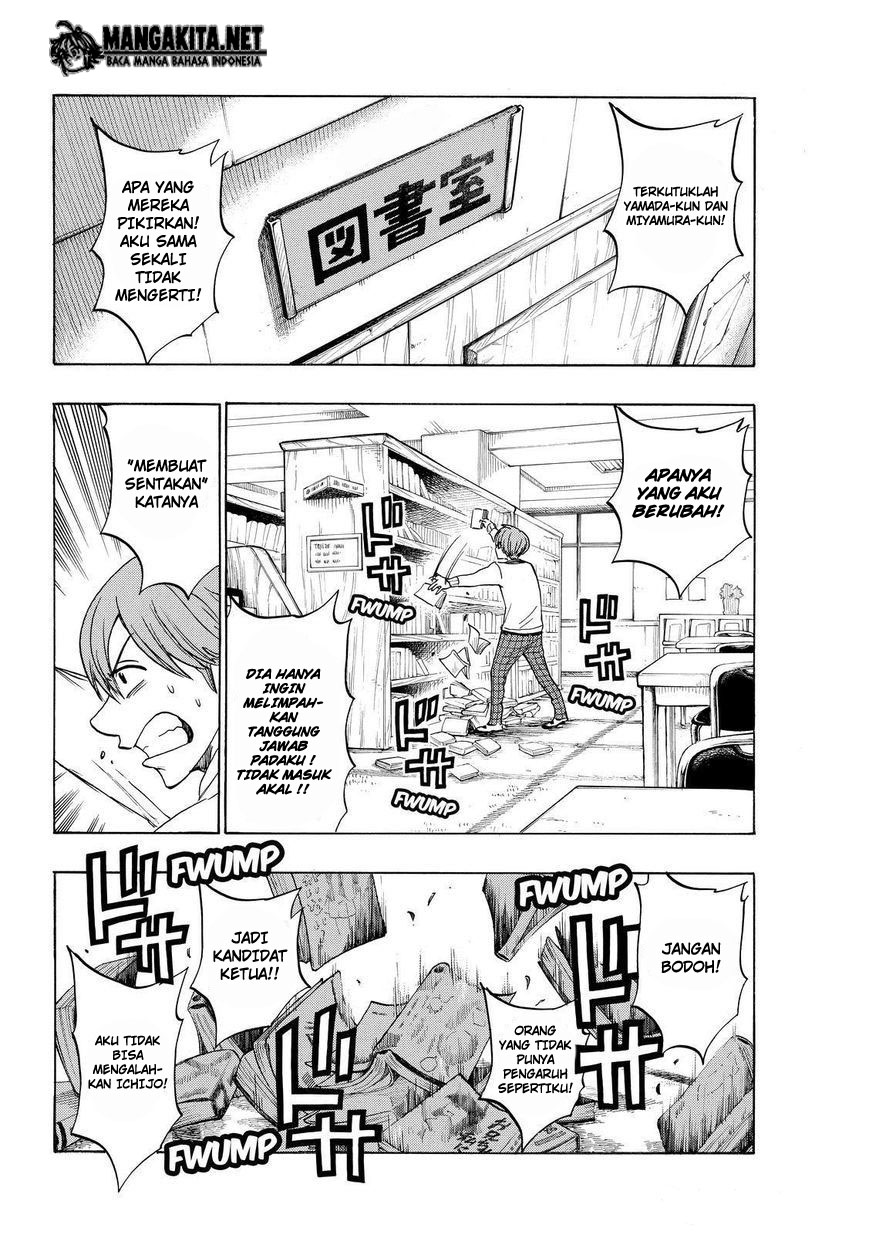 MANGAKITA.NET
BACA MANGA BAHASA INDONESIA
TERKUTUKLAH
YAMADA-KUN DAN
MIYAMURA-KUN!
図書室
APA YANG
MEREKA
PIKIRKAN!
AKU SAMA
SEKALI
TIDAK
MENGERTI!
APANYA
YANG AKU
BERUBAH!
ドサ
FWUMP
ドサ
FWUMP
ドサ
FWUMP
DIA HANYA
INGIN
MELIMPAH-
KAN
TANGGUNG
JAWAB
PADAKU !
TIDAK MASUK
AKAL !!
"MEMBUAT
SENTAKAN"
KATANYA
JANGAN
BODOH!
FWUMP
ドサ
ORANG
YANG TIDAK
PUNYA
PENGARUH
SEPERTIKU!
JADI
KANDIDAT
KETUA!!
FWUMP
ドサ
AKU TIDAK
BISA
MENGALAH-
KAN ICHIJO!
ドサ
FWUMP